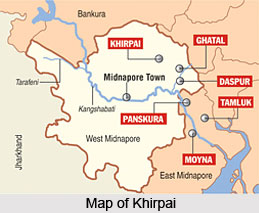 Bankura
KHIRPAI
GHATAL
Tarafeni
Midnapore Town
DASPUR
Kangshabati
TAMLUK
PANSKURA
Jharkhand
West Midnapore
MOYNA
East Midnapore
Map of Khirpai